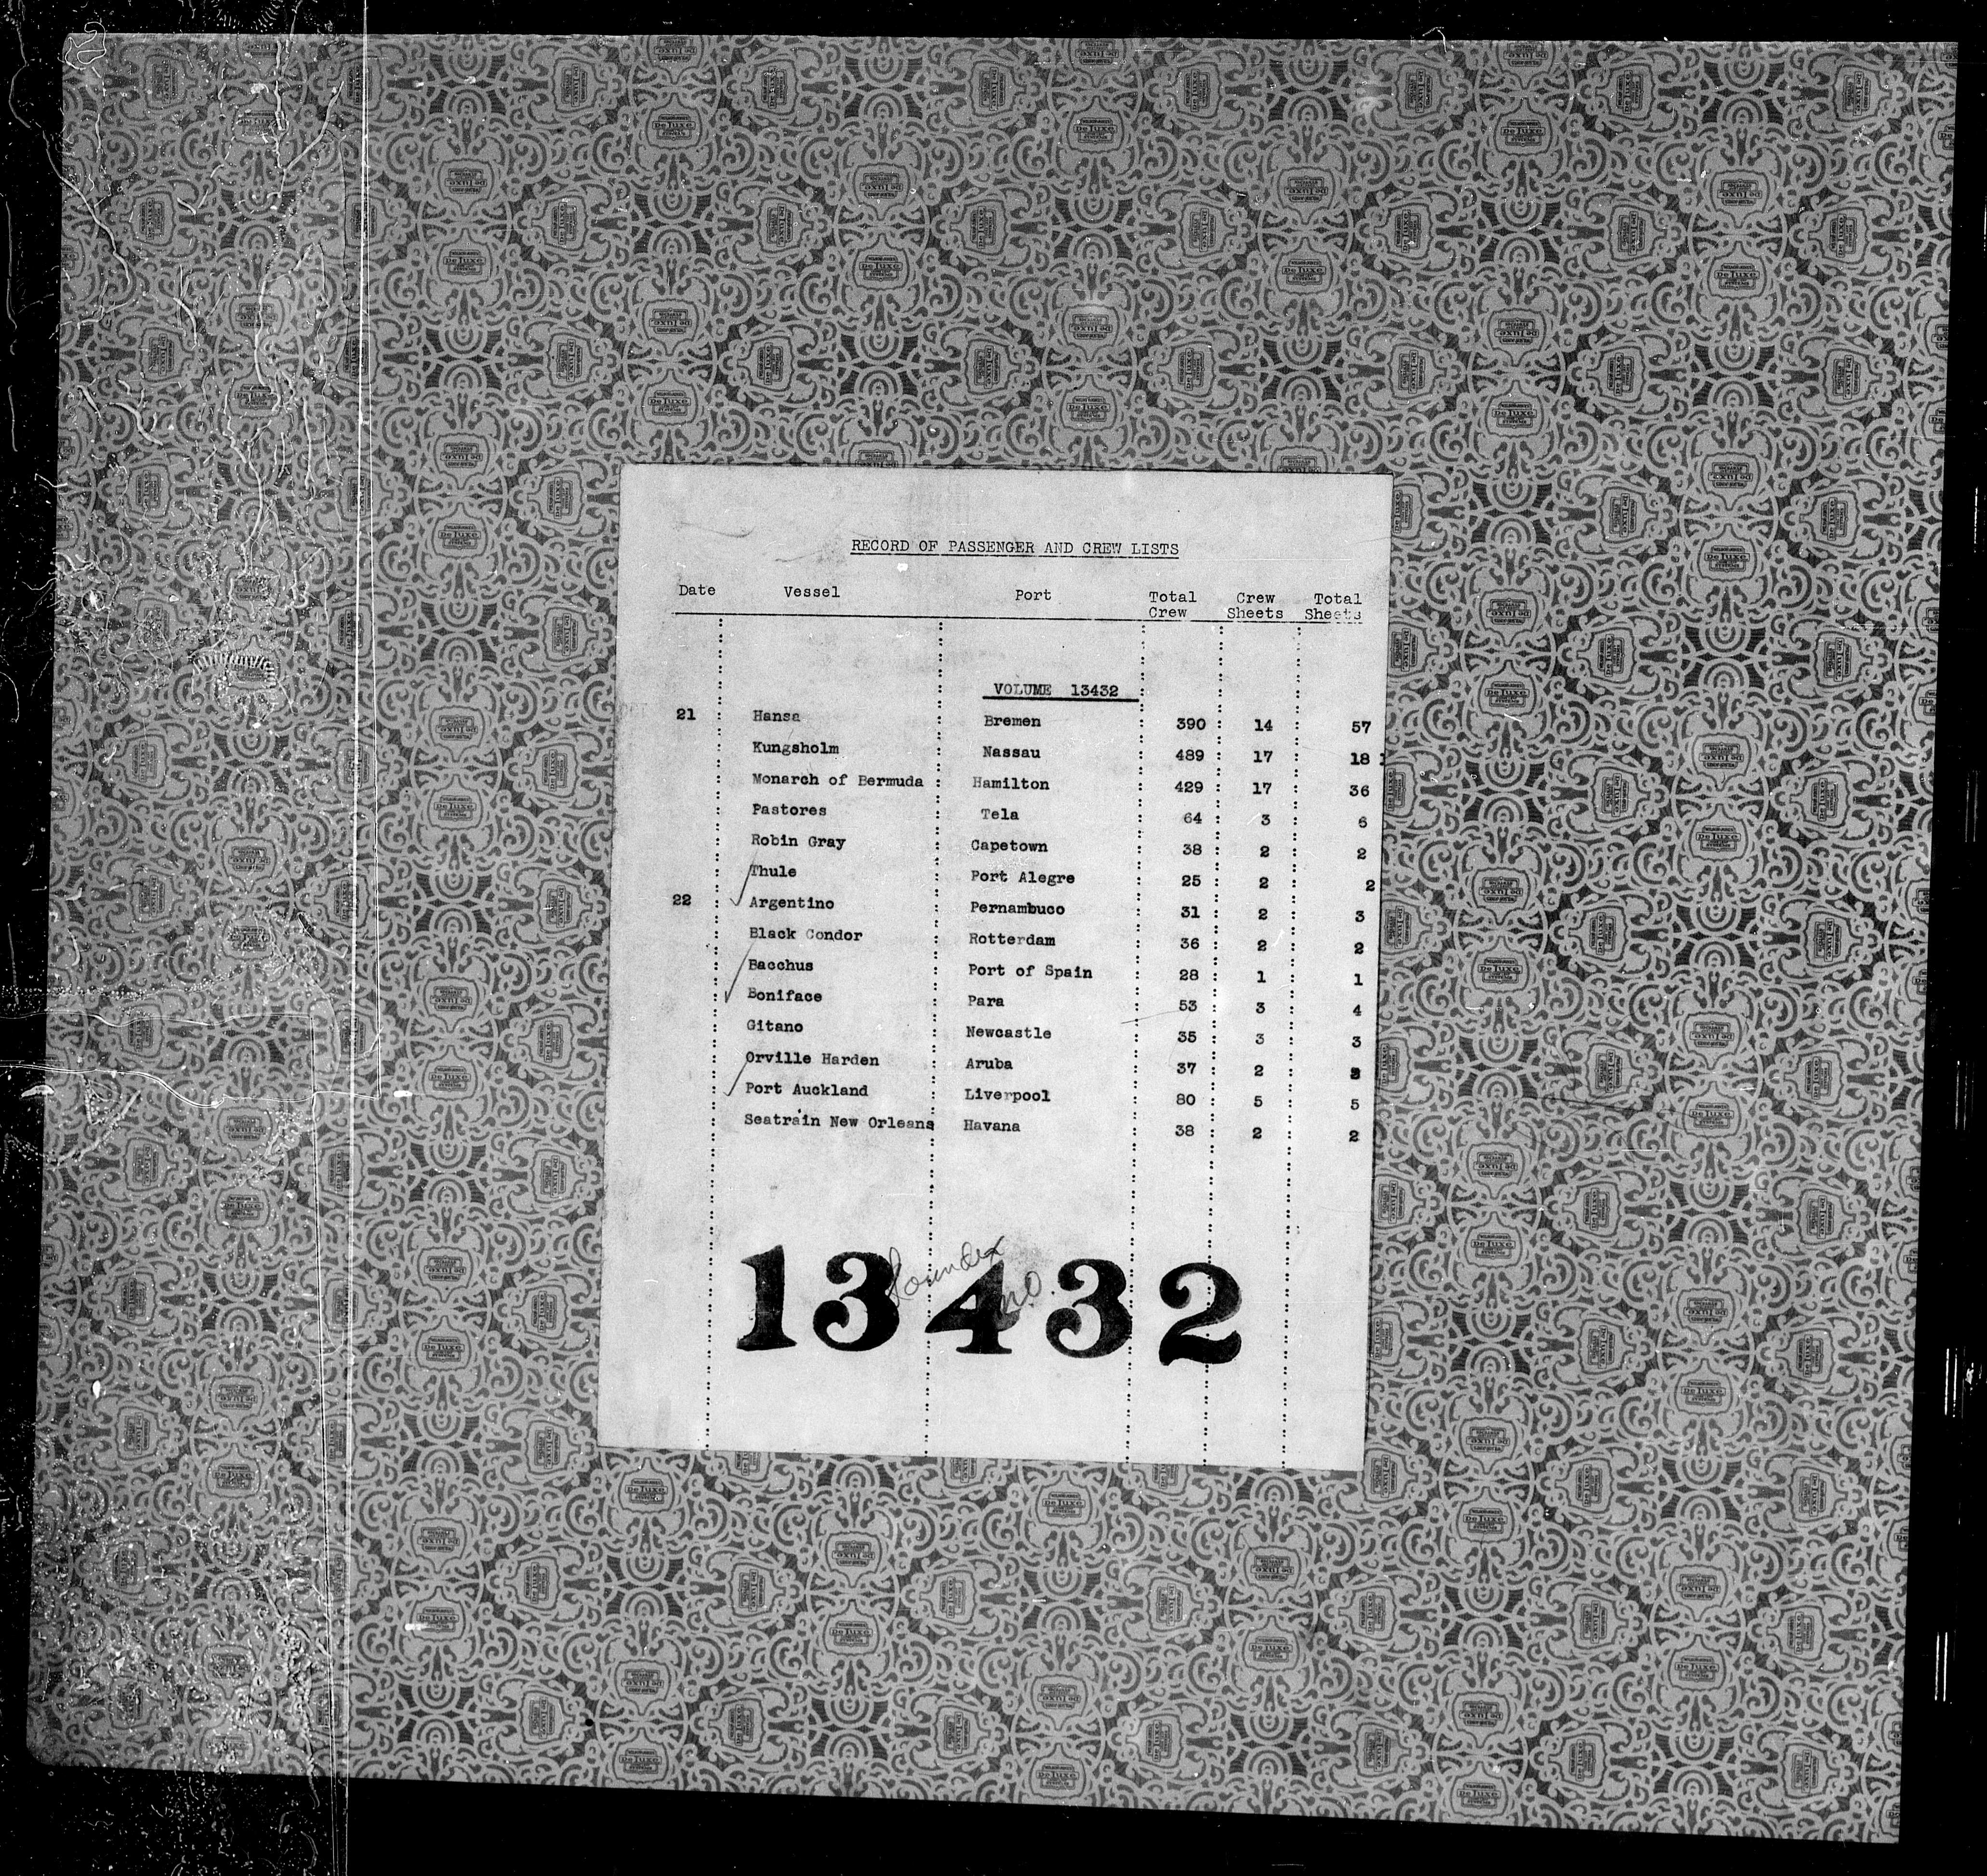 RECORD OF PASSENGER AND CREW LISTS
Date Vessel Port Total Crew Crew Sheets Total Sheets
VOLUME 13432
21 Hansa Bremen 390 14 57
Kungsholm Nassau 489 17 18
Monarch of Bermuda Hamilton 429 17 36
Pastores Tela 64 3 6
Robin Gray Capetown 38 2 2
Thule Port Alegre 25 2 2
22 Argentino Pernambuco 31 2 3
Black Condor Rotterdam 36 2 2
Bacchus Port of Spain 28 1 1
Boniface Para 53 3 4
Gitano Newcastle 35 3 3
Orville Harden Aruba 37 2
Port Auckland Liverpool 80 5 5
Seatrain New Orleans Havana 38 2 2
13432
De Luxe